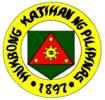 HUKBONG KATIHAN NG PILIPINAS
• 1897 •